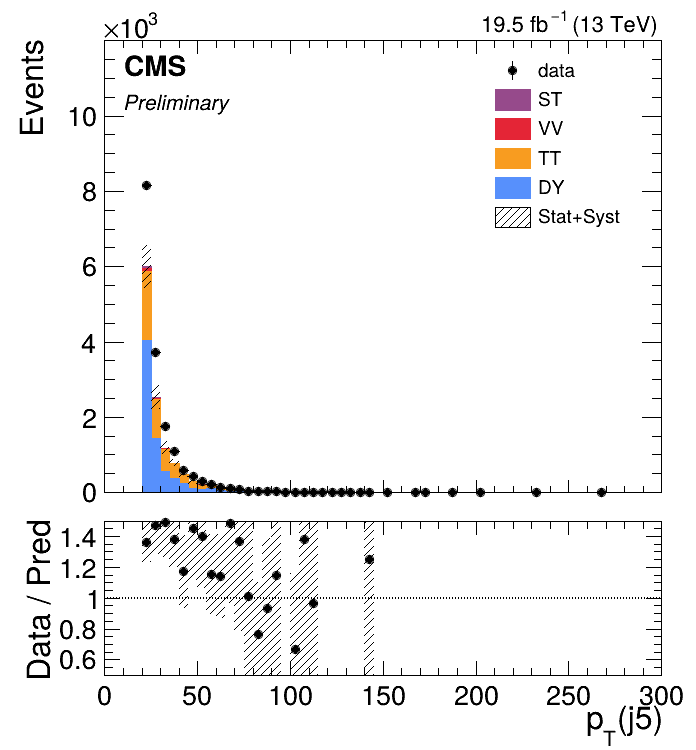 ×10³
19.5 fb⁻¹ (13 TeV)
CMS
Preliminary
data
ST
VV
TT
DY
Stat+Syst
Events
10
8
6
4
2
0
Data / Pred
1.4
1.2
1
0.8
0.6
0 50 100 150 200 250 300
p_T(j5)